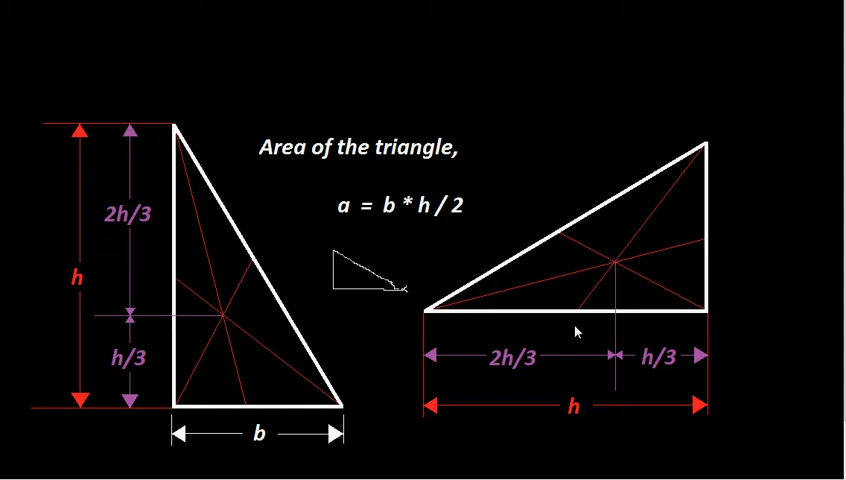 Area of the triangle,
a = b * h / 2
2h/3
h
h/3
b
2h/3
h/3
h